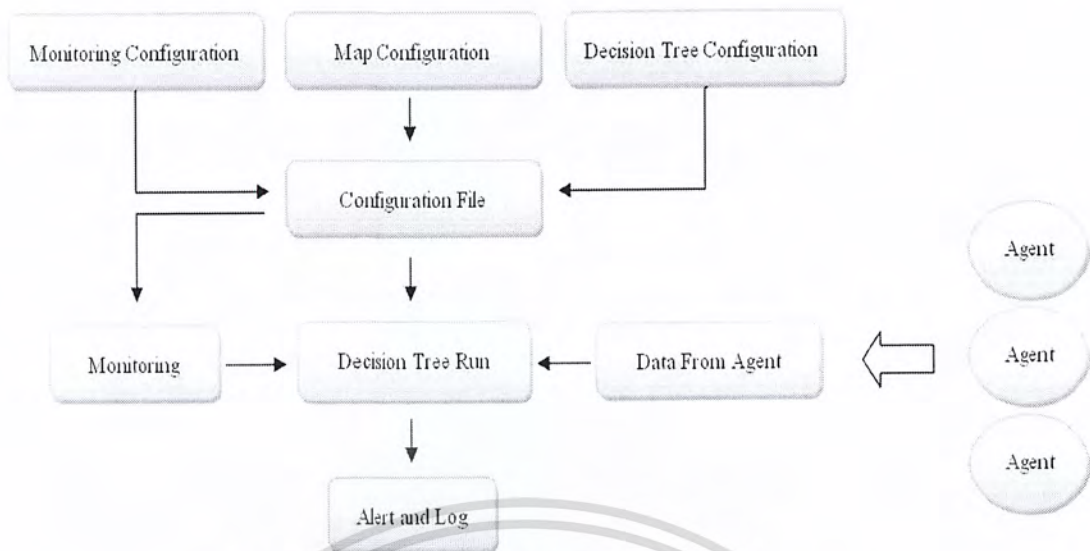 Monitoring Configuration
Map Configuration
Decision Tree Configuration
Configuration File
Agent
Monitoring
Decision Tree Run
Data From Agent
Agent
Agent
Alert and Log